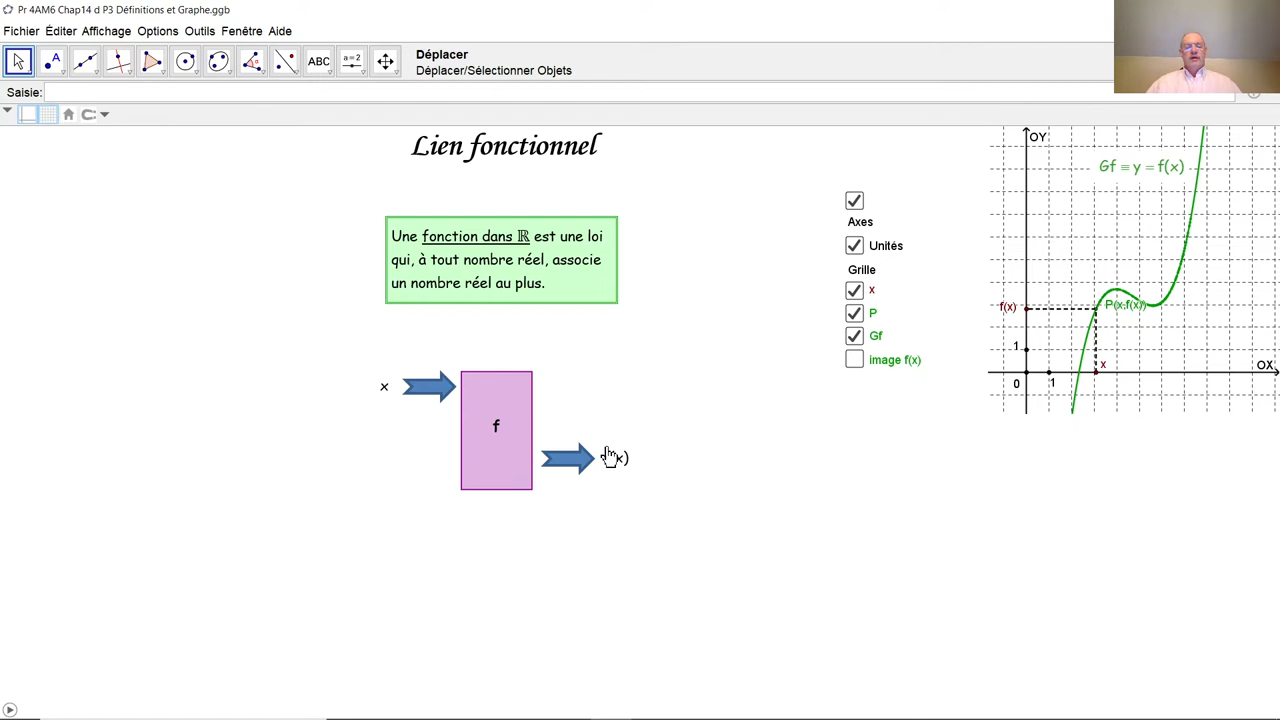 Pr 4AM6 Chap14 d P3 Définitions et Graphe.ggb
Fichier Éditer Affichage Options Outils Fenêtre Aide
A
ABC
a=2
Déplacer
Déplacer/Sélectionner Objets
Saisie:
Lien fonctionnel
Une fonction dans ℝ est une loi
qui, à tout nombre réel, associe
un nombre réel au plus.
x
f
x)
Axes
Unités
Grille
x
P
Gf
image f(x)
OY
Gf ≡ y = f(x)
f(x)
P(x;f(x))
1
x
OX
0
1